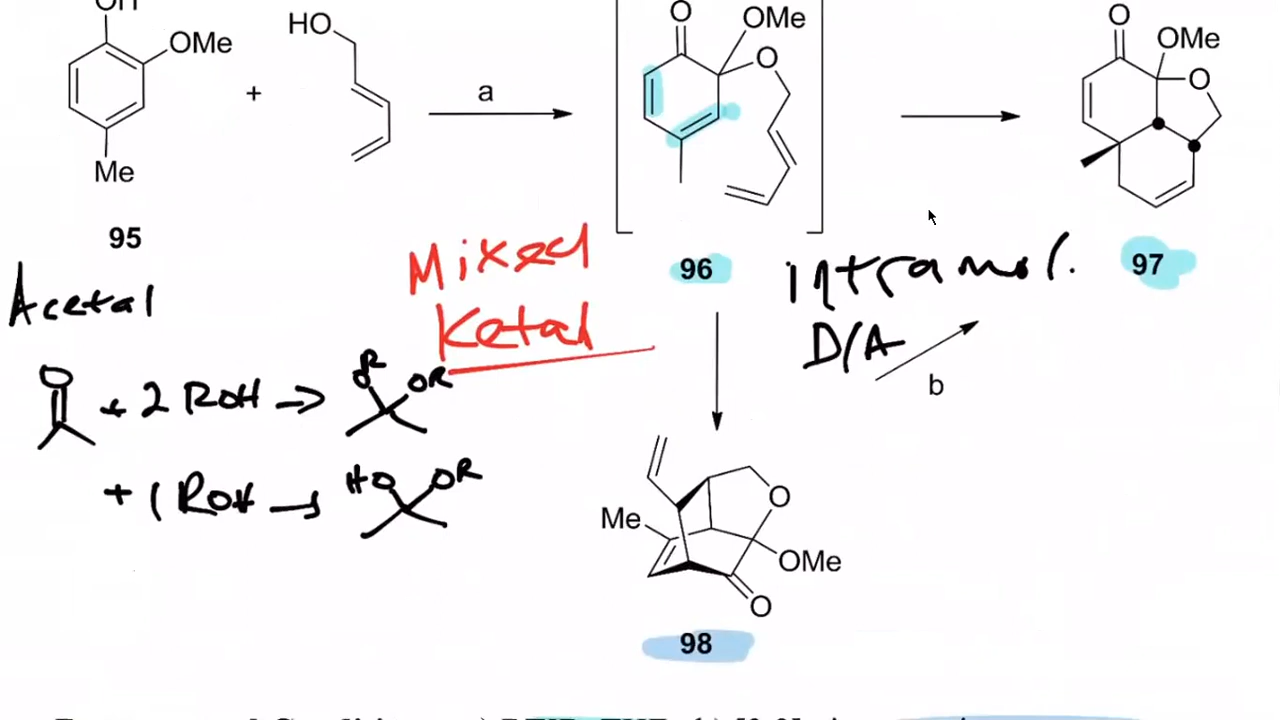 OH
HO
OMe
+
a
Me
95
O
OMe
O
96
O
OMe
O
97
Mixed
Ketal
intramol.
D/A
b
Acetal
O + 2 ROH → OR OR
+ 1 ROH → HO OR
O
Me
OMe
O
98